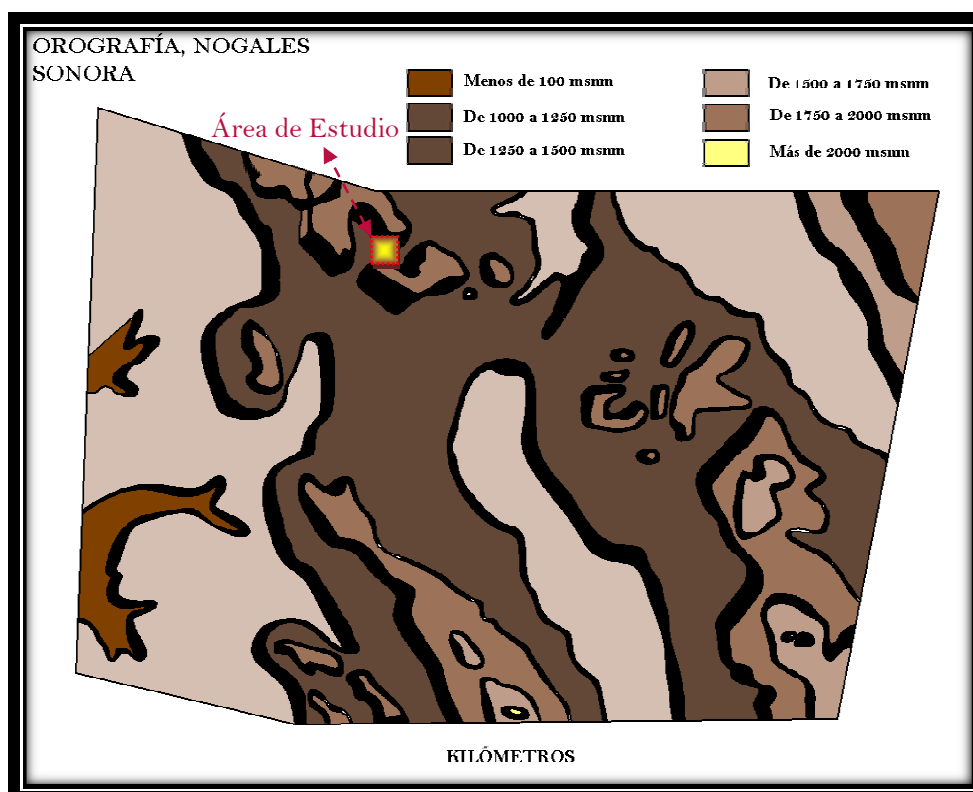 OROGRAFÍA, NOGALES
SONORA
Menos de 100 msnm
De 1000 a 1250 msnm
De 1250 a 1500 msnm
De 1500 a 1750 msnm
De 1750 a 2000 msnm
Más de 2000 msnm
Área de Estudio
KILÓMETROS